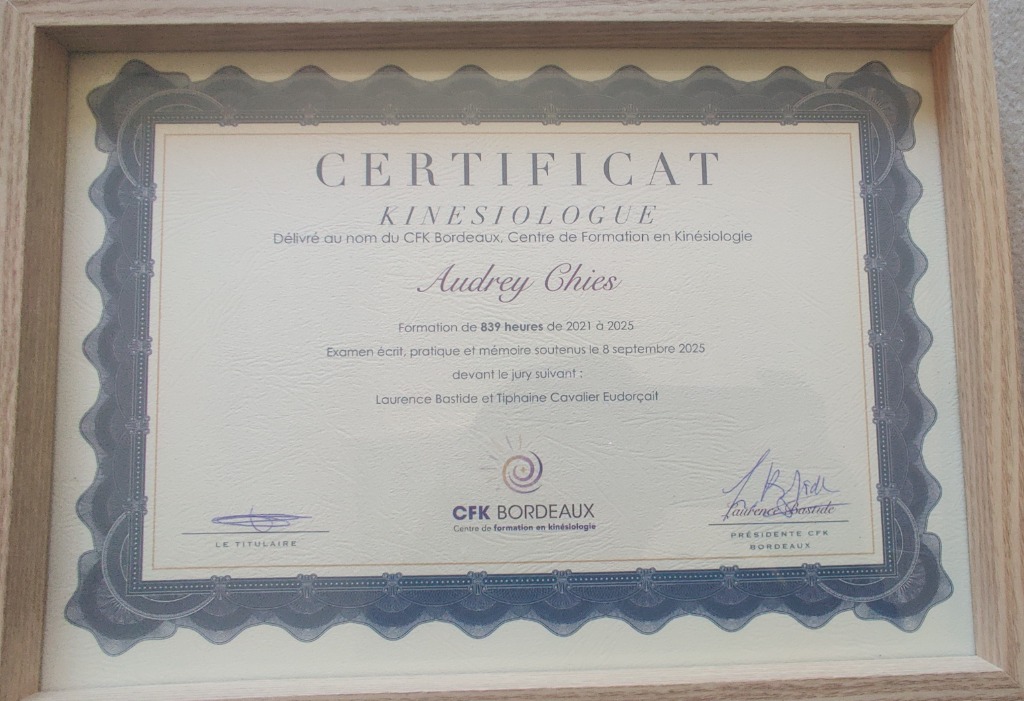 CERTIFICAT
KINESIOLOGUE
Délivré au nom du CFK Bordeaux, Centre de Formation en Kinésiologie
Audrey Chies
Formation de 839 heures de 2021 à 2025
Examen écrit, pratique et mémoire soutenus le 8 septembre 2025
devant le jury suivant :
Laurence Bastide et Tiphaine Cavalier Eudorçait
CFK BORDEAUX
Centre de formation en kinésiologie
LE TITULAIRE
Laurence Bastide
PRÉSIDENTE CFK
BORDEAUX